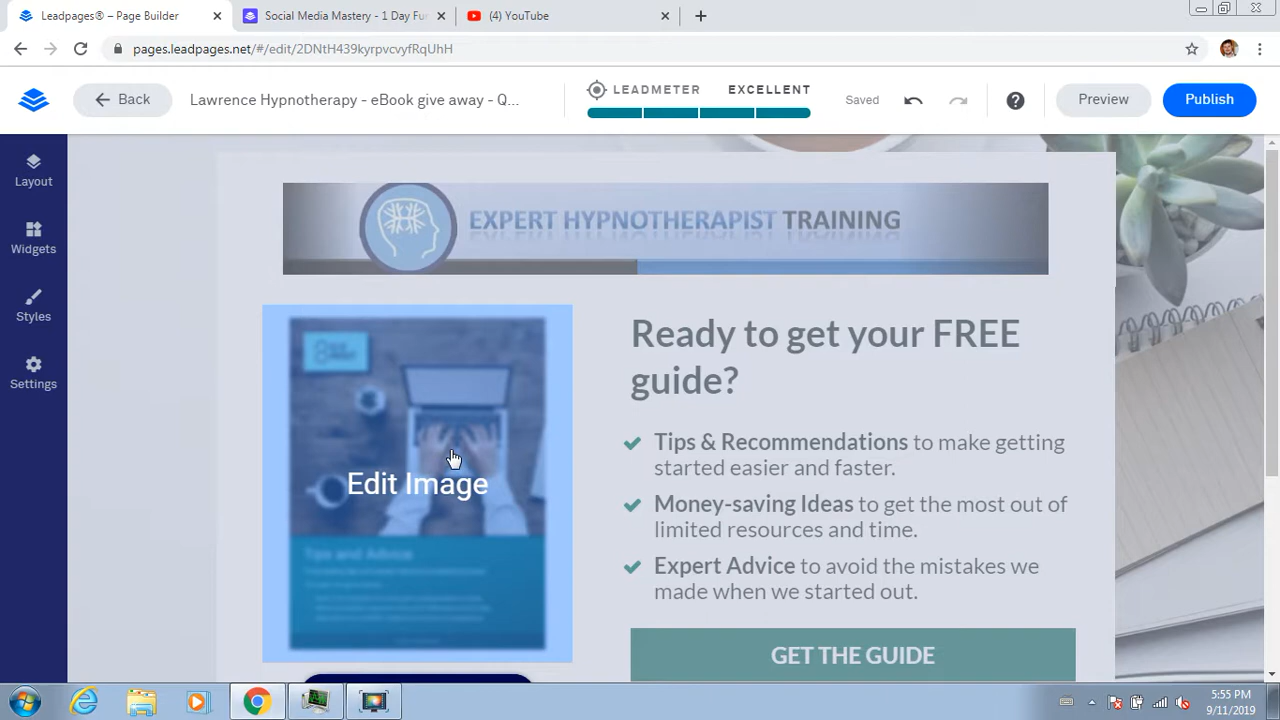 Leadpages® – Page Builder
Social Media Mastery - 1 Day Fur
(4) YouTube
pages.leadpages.net/#/edit/2DNtH439kyrpvcvyfRqUhH
Back
Lawrence Hypnotherapy - eBook give away - Q...
LEADMETER EXCELLENT
Saved
Preview
Publish
Layout
Widgets
Styles
Settings
EXPERT HYPNOTHERAPIST TRAINING
Edit Image
Tips and Advice
Ready to get your FREE
guide?
Tips & Recommendations to make getting
started easier and faster.
Money-saving Ideas to get the most out of
limited resources and time.
Expert Advice to avoid the mistakes we
made when we started out.
GET THE GUIDE
5:55 PM
9/11/2019